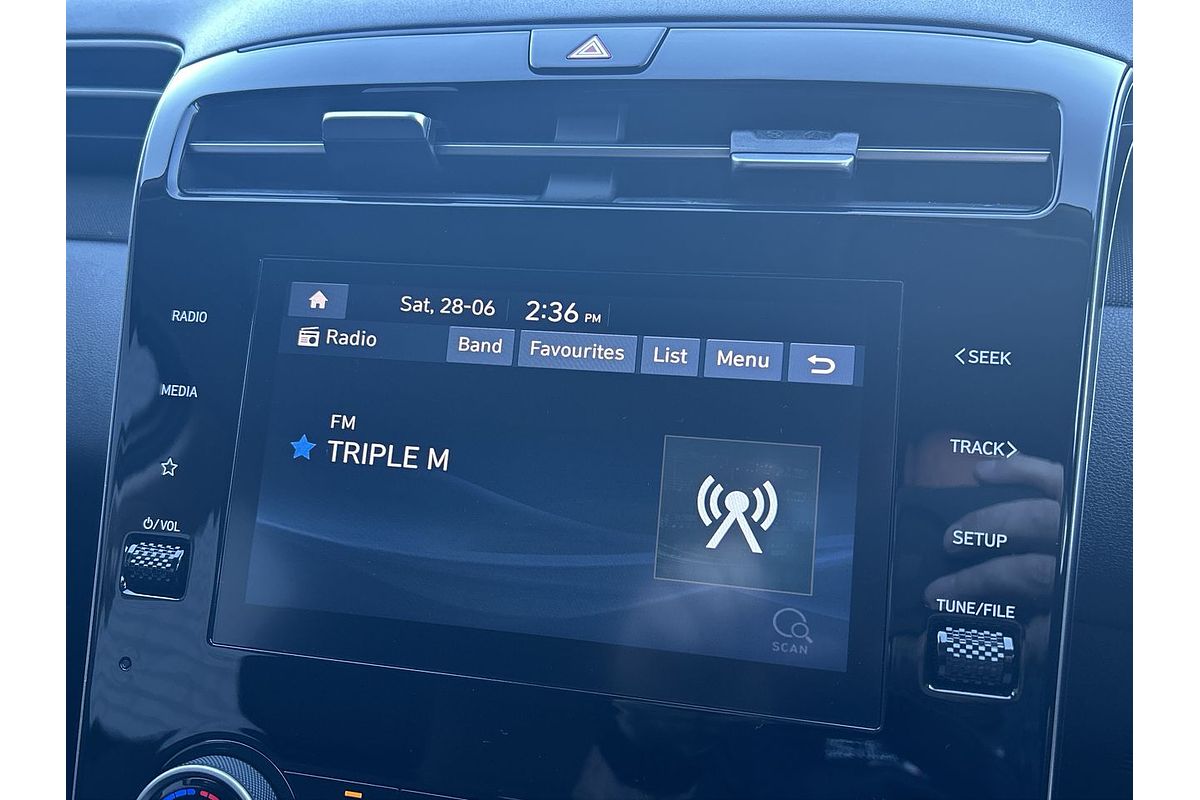 Sat, 28-06 2:36 PM
Radio Band Favourites List Menu
FM
TRIPLE M
SCAN
RADIO
MEDIA
⏻/VOL
<SEEK
TRACK>
SETUP
TUNE/FILE